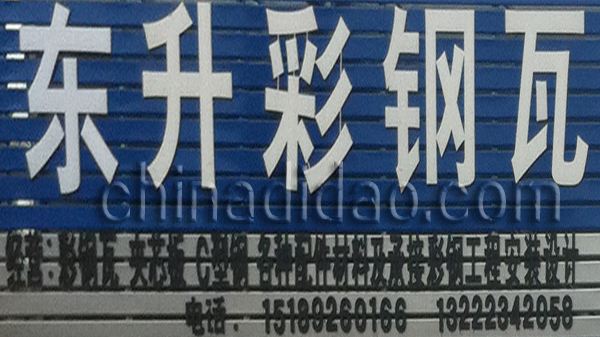 东升彩钢瓦
chinadidao.com
经营:彩钢瓦 夹芯板 C型钢 各种配件材料及承接彩钢工程安装设计
电话: 15189260166 13222342058